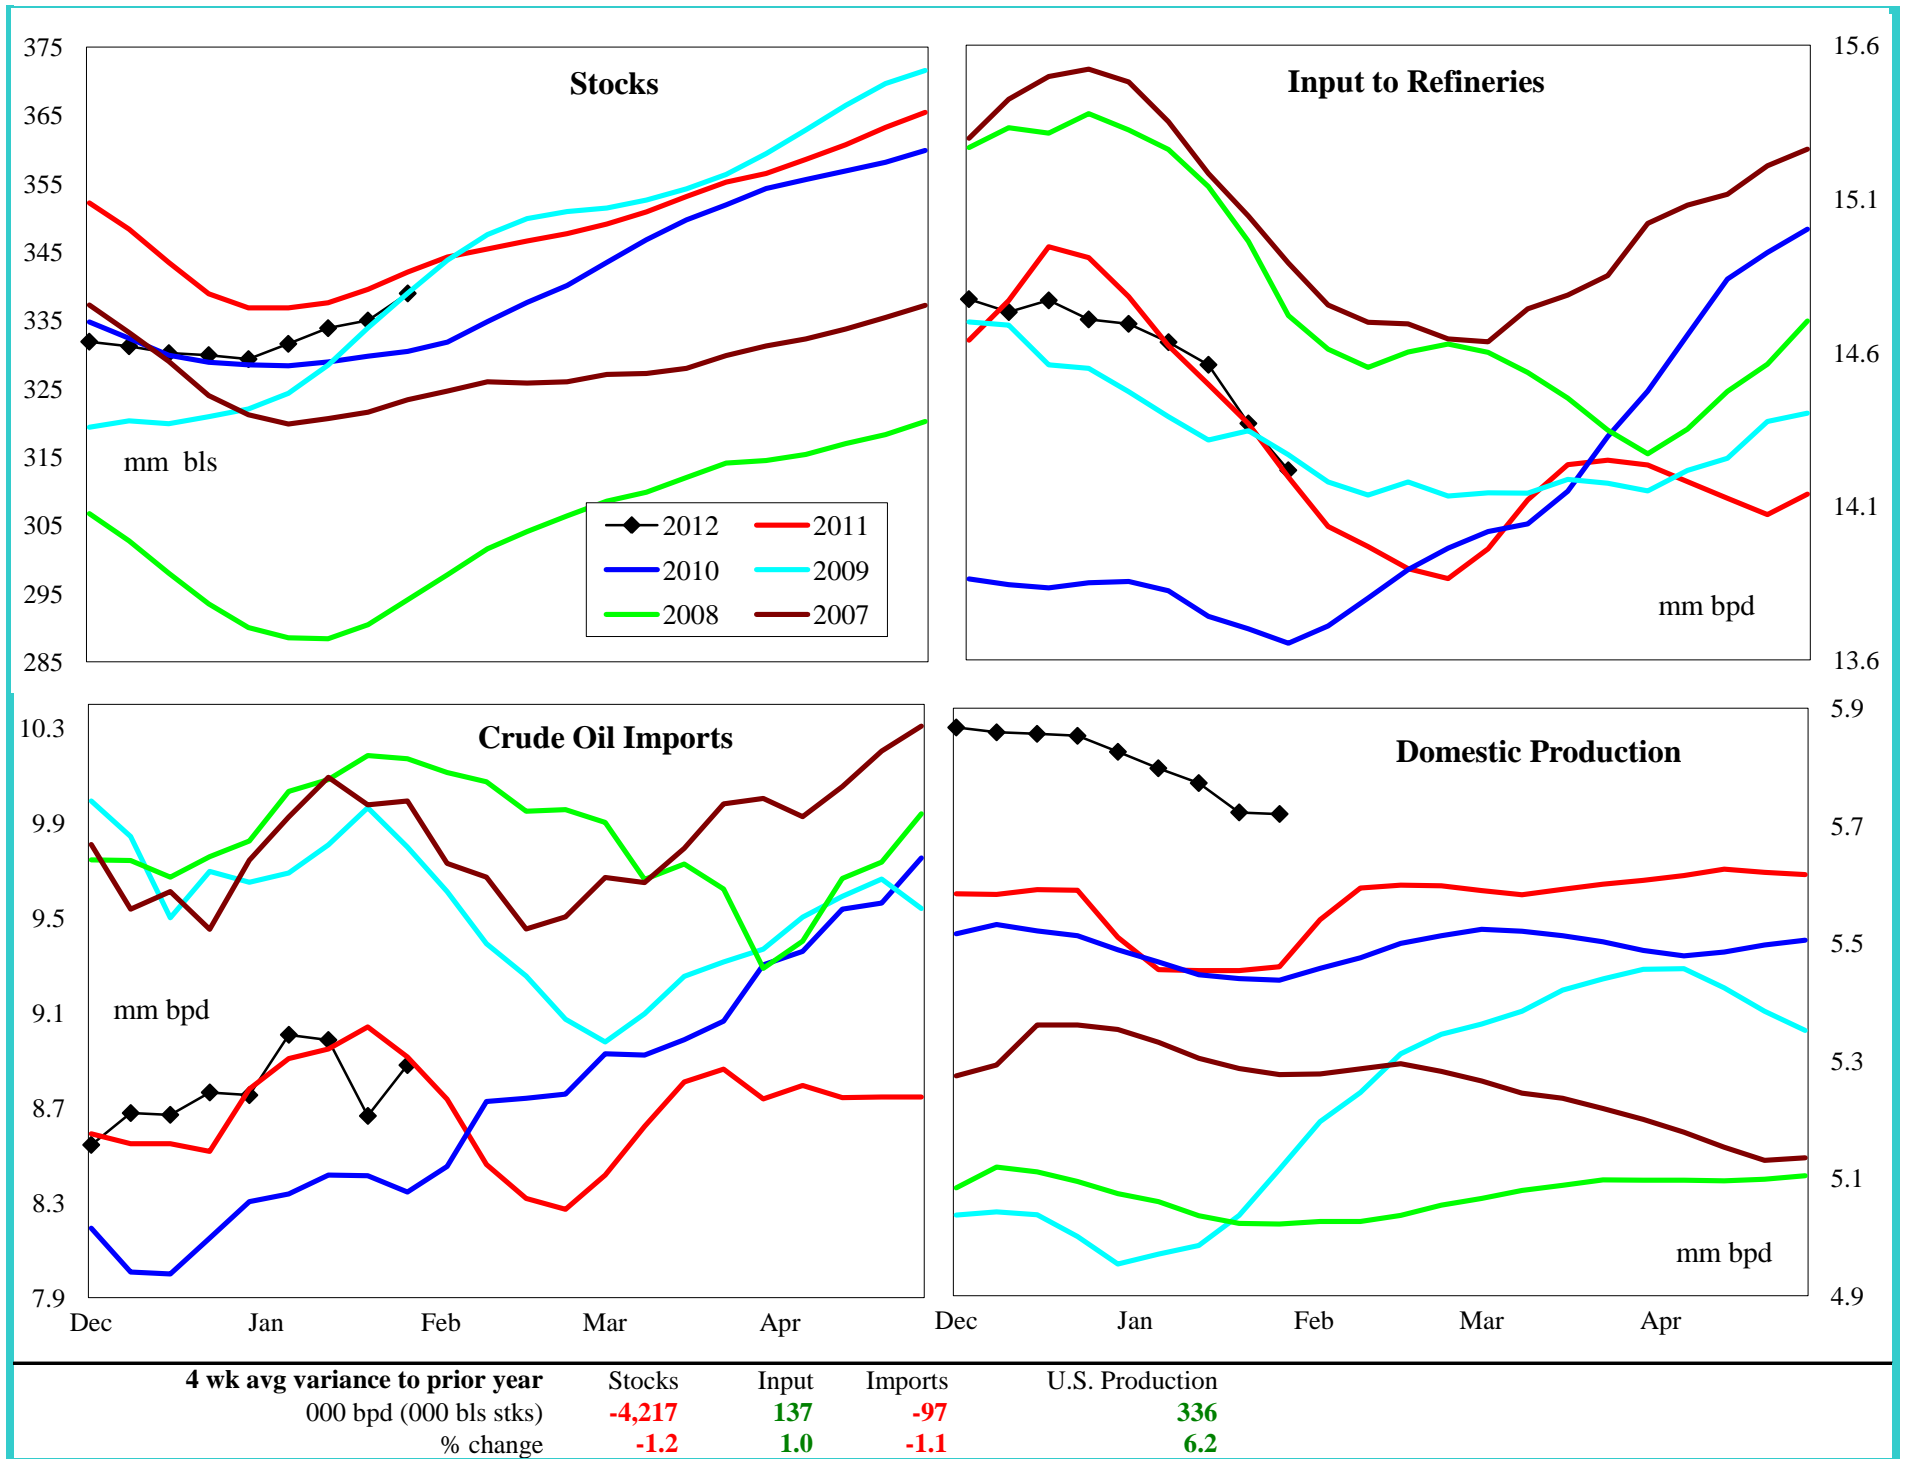 Stocks
375
365
355
345
335
325
315
305
295
285
mm bls
2012
2011
2010
2009
2008
2007
Input to Refineries
15.6
15.1
14.6
14.1
13.6
mm bpd
Crude Oil Imports
10.3
9.9
9.5
9.1
8.7
8.3
7.9
mm bpd
Dec Jan Feb Mar Apr
Domestic Production
5.9
5.7
5.5
5.3
5.1
4.9
mm bpd
Dec Jan Feb Mar Apr
4 wk avg variance to prior year Stocks Input Imports U.S. Production
000 bpd (000 bls stks) -4,217 137 -97 336
% change -1.2 1.0 -1.1 6.2